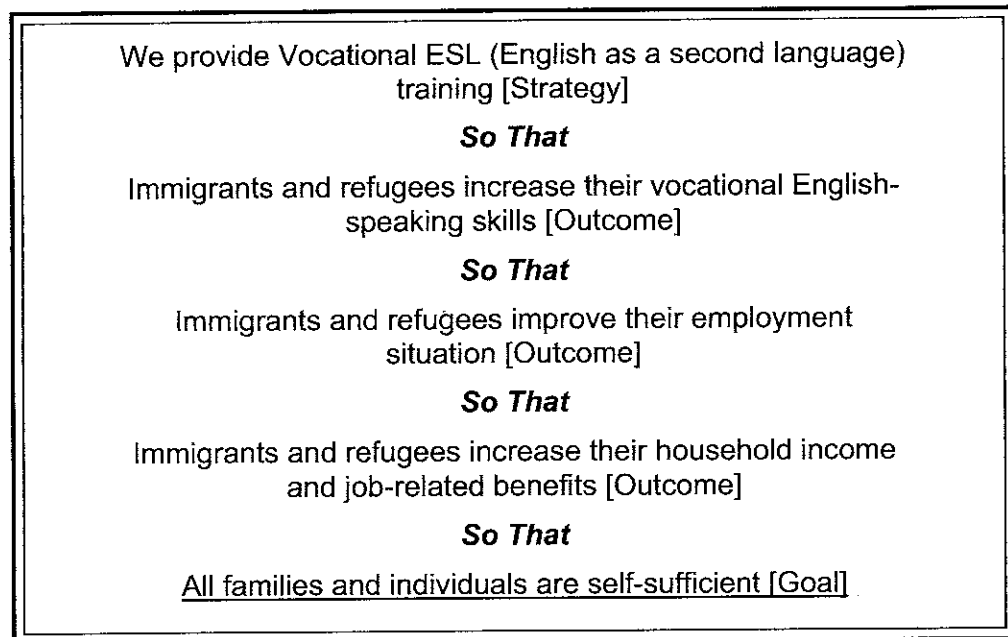 We provide Vocational ESL (English as a second language)
training [Strategy]
So That
Immigrants and refugees increase their vocational English-
speaking skills [Outcome]
So That
Immigrants and refugees improve their employment
situation [Outcome]
So That
Immigrants and refugees increase their household income
and job-related benefits [Outcome]
So That
All families and individuals are self-sufficient [Goal]